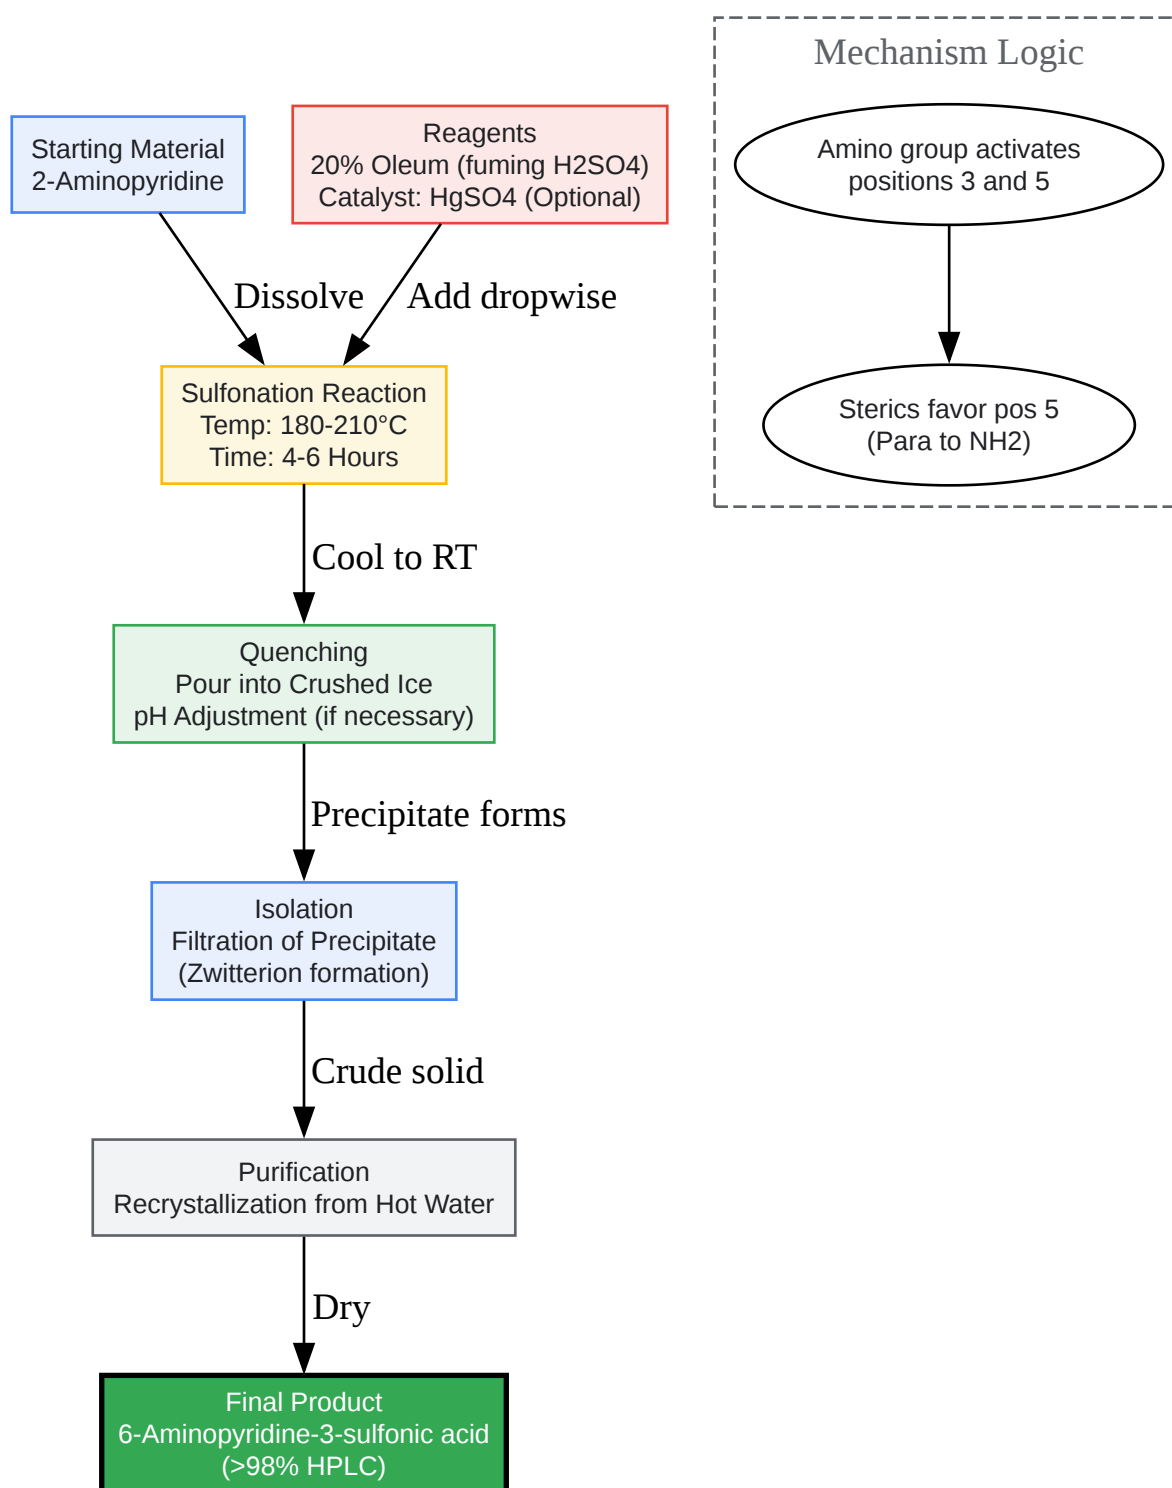 Mechanism Logic
Starting Material
2-Aminopyridine
Reagents
20% Oleum (fuming H2SO4)
Catalyst: HgSO4 (Optional)
Amino group activates
positions 3 and 5
Dissolve
Add dropwise
Sulfonation Reaction
Temp: 180-210°C
Time: 4-6 Hours
Sterics favor pos 5
(Para to NH2)
Cool to RT
Quenching
Pour into Crushed Ice
pH Adjustment (if necessary)
Precipitate forms
Isolation
Filtration of Precipitate
(Zwitterion formation)
Crude solid
Purification
Recrystallization from Hot Water
Dry
Final Product
6-Aminopyridine-3-sulfonic acid
(>98% HPLC)